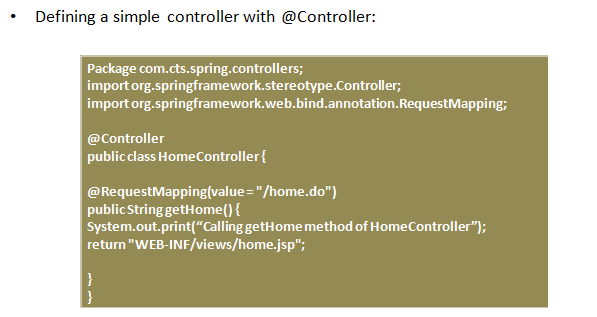 • Defining a simple controller with @Controller:
Package com.cts.spring.controllers;
import org.springframework.stereotype.Controller;
import org.springframework.web.bind.annotation.RequestMapping;
@Controller
public class HomeController {
@RequestMapping(value= "/home.do")
public String getHome() {
System.out.print(“Calling getHome method of HomeController”);
return "WEB-INF/views/home.jsp";
}
}